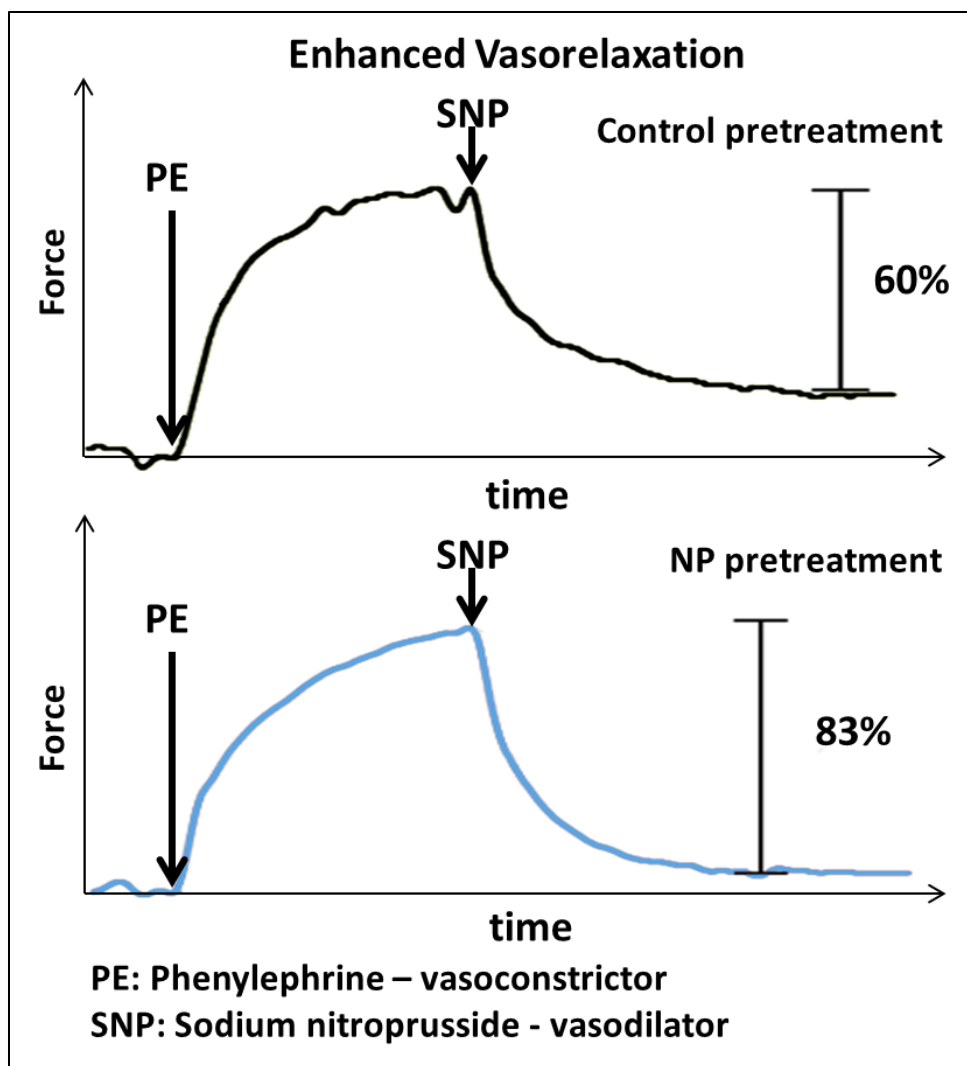 Enhanced Vasorelaxation
SNP
Control pretreatment
PE
Force
60%
time
SNP
NP pretreatment
PE
Force
83%
time
PE: Phenylephrine – vasoconstrictor
SNP: Sodium nitroprusside - vasodilator